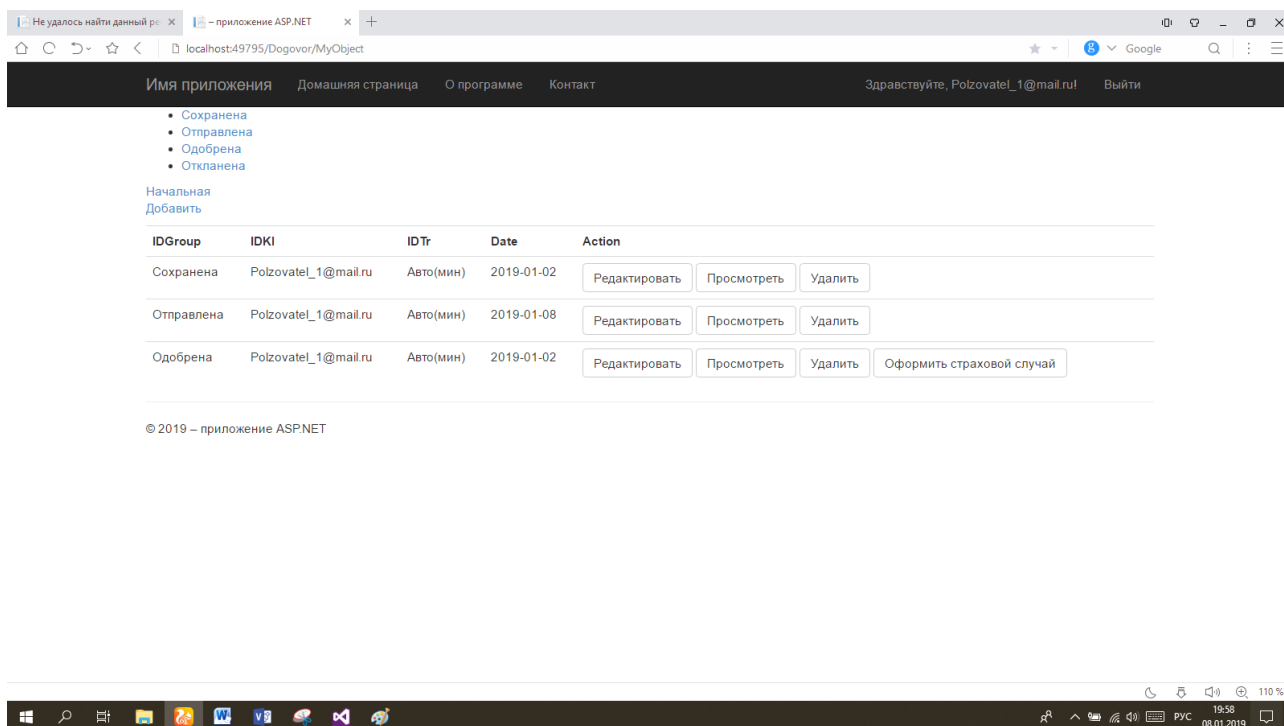 Не удалось найти данный ре
– приложение ASP.NET
localhost:49795/Dogovor/MyObject
Google
Имя приложения Домашняя страница О программе Контакт Здравствуйте, Polzovatel_1@mail.ru! Выйти
Сохранена
Отправлена
Одобрена
Откланена
Начальная
Добавить
IDGroup IDKl IDTr Date Action
Сохранена Polzovatel_1@mail.ru Авто(мин) 2019-01-02 Редактировать Просмотреть Удалить
Отправлена Polzovatel_1@mail.ru Авто(мин) 2019-01-08 Редактировать Просмотреть Удалить
Одобрена Polzovatel_1@mail.ru Авто(мин) 2019-01-02 Редактировать Просмотреть Удалить Оформить страховой случай
© 2019 – приложение ASP.NET
110 %
РУС
19:58
08.01.2019